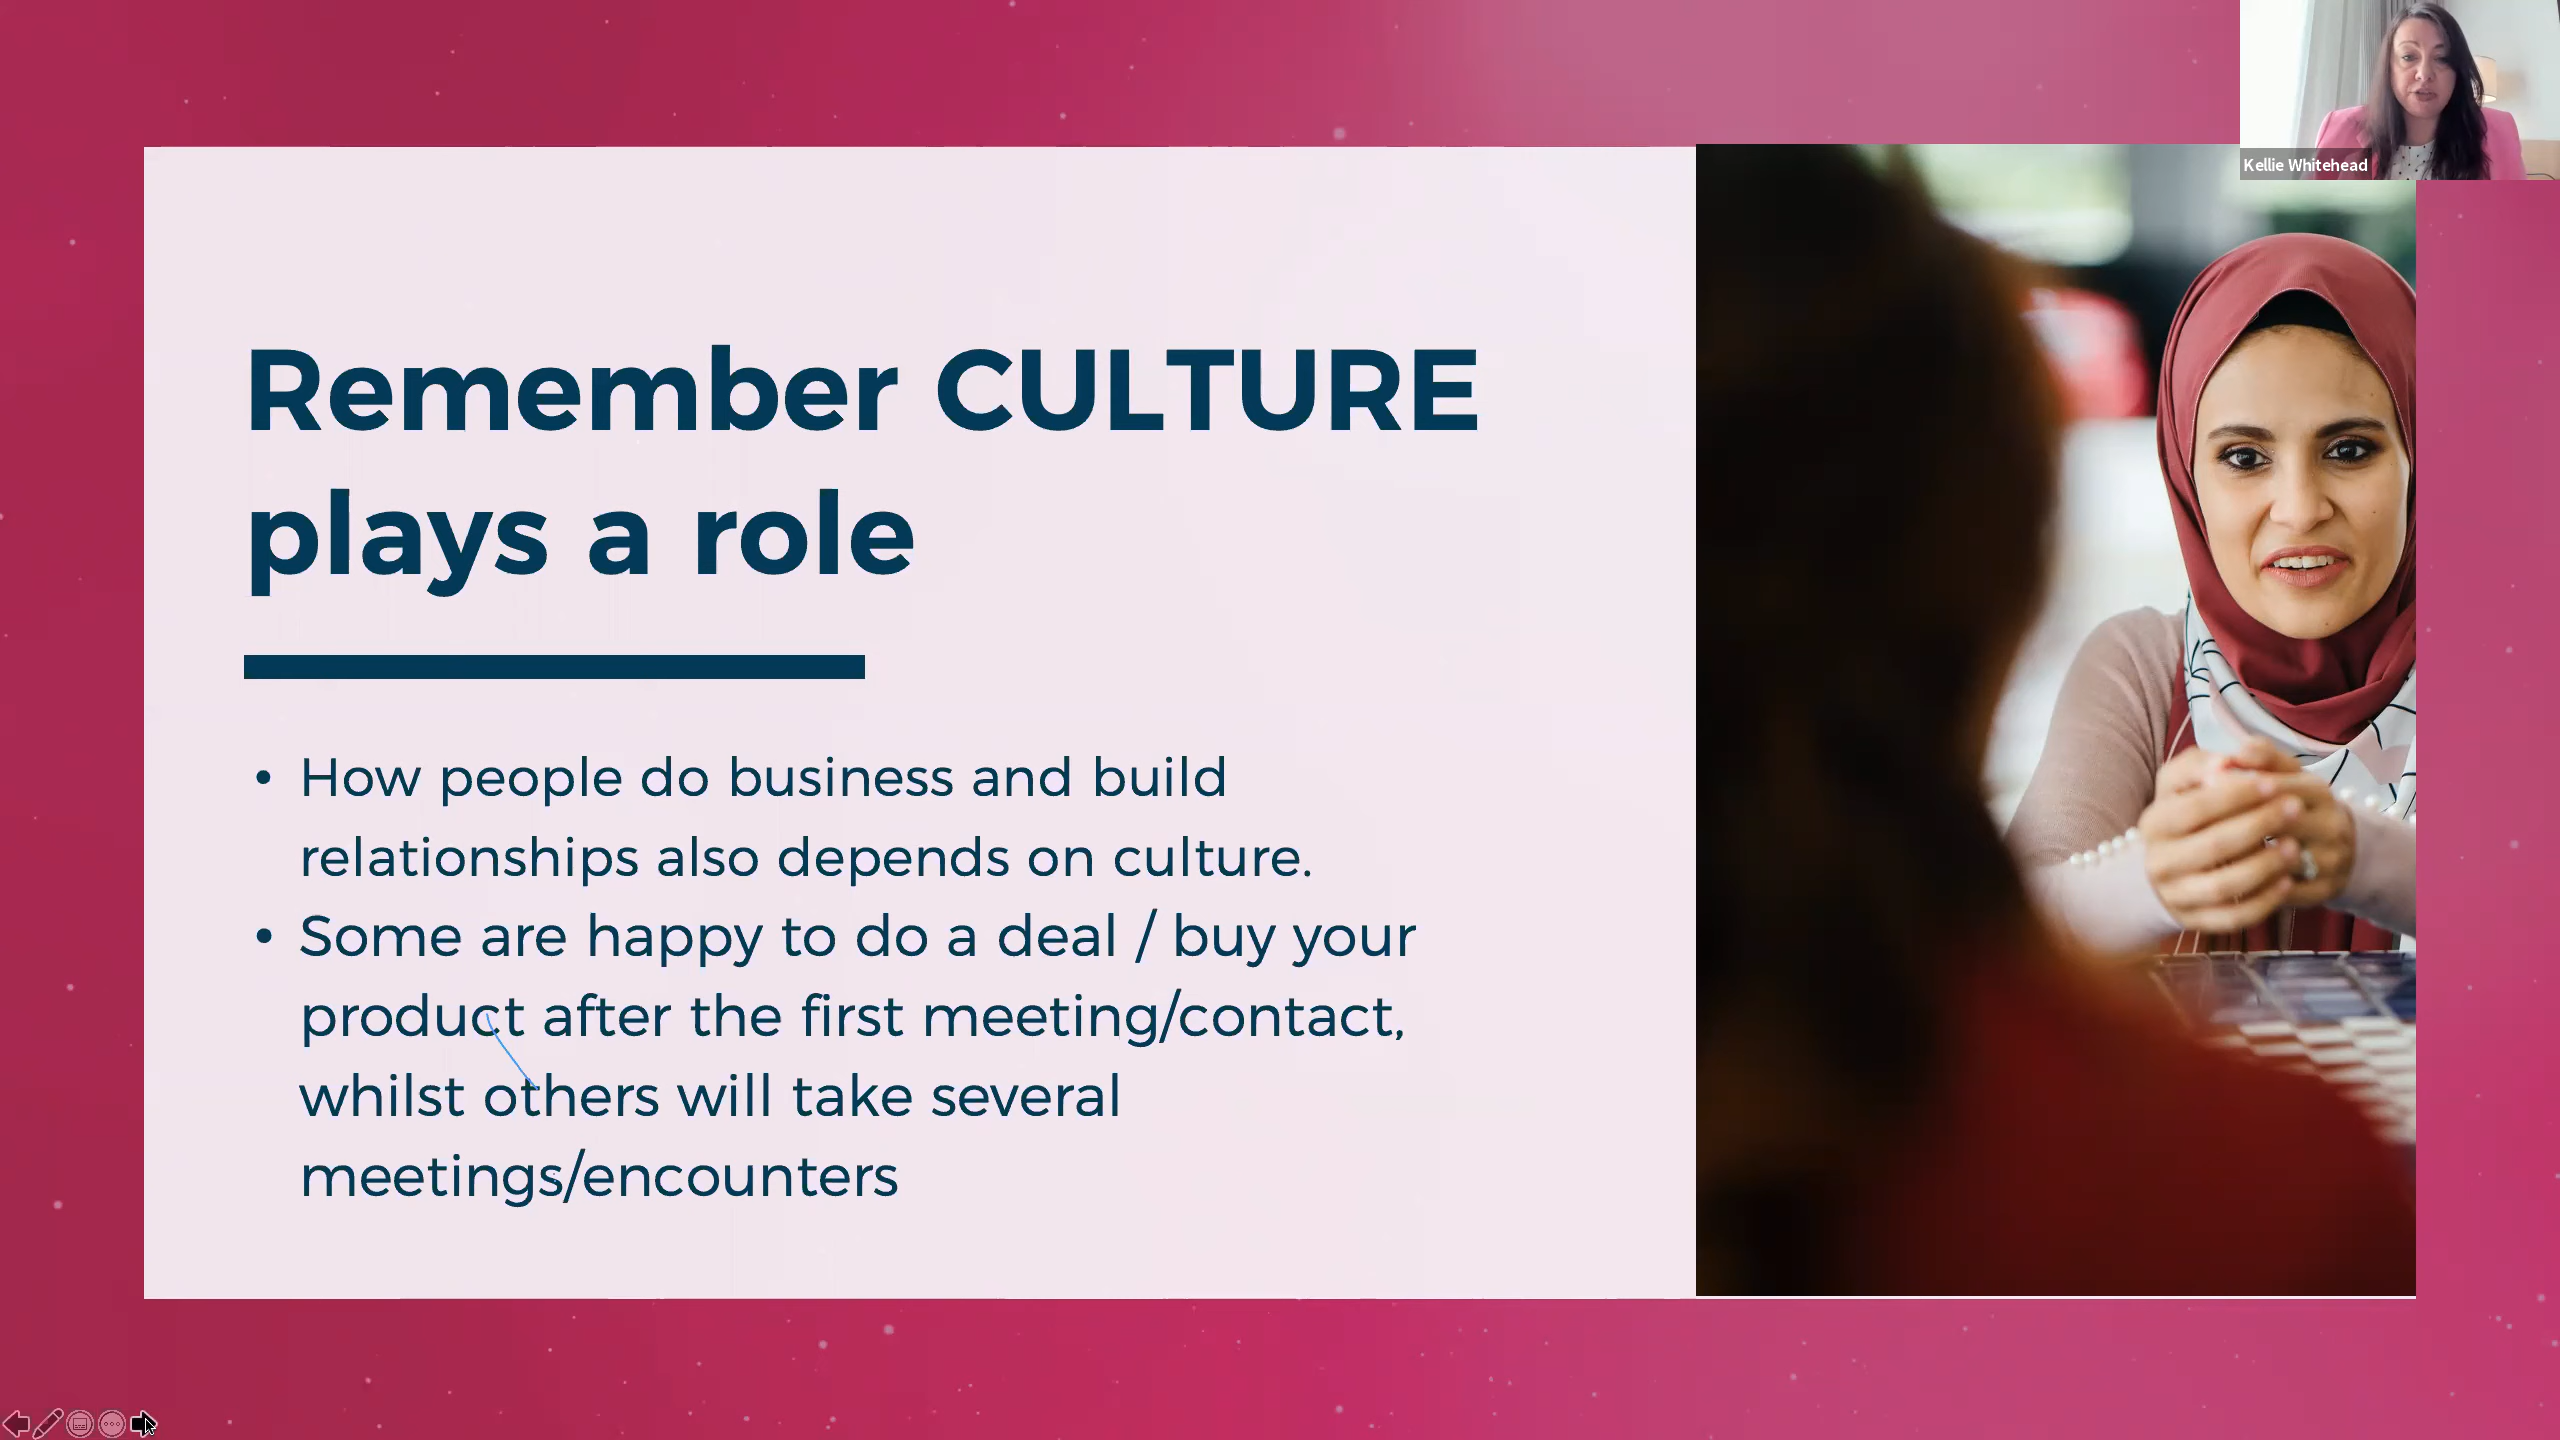 Kellie Whitehead
Remember CULTURE
plays a role
• How people do business and build
relationships also depends on culture.
• Some are happy to do a deal / buy your
product after the first meeting/contact,
whilst others will take several
meetings/encounters